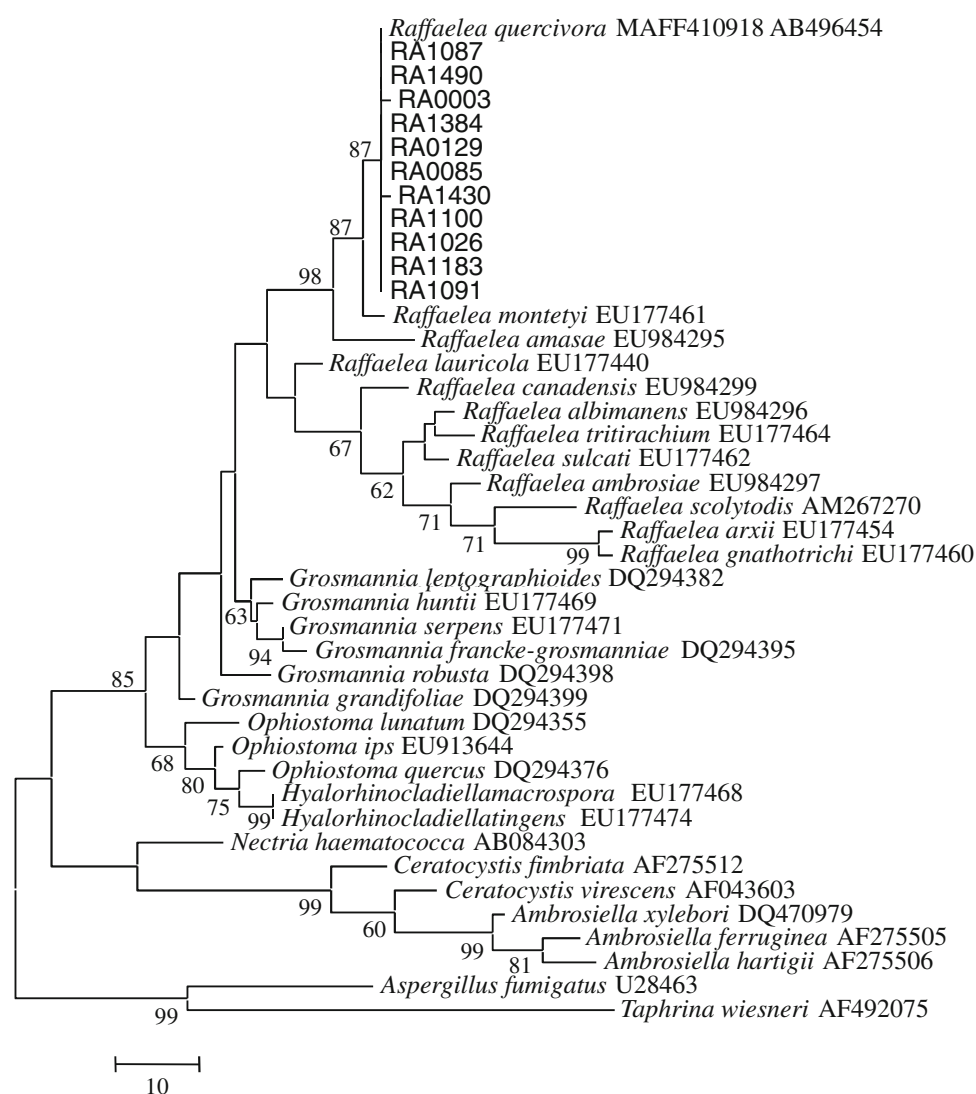 Raffaelea quercivora MAFF410918 AB496454
RA1087
RA1490
RA0003
RA1384
87
RA0129
RA0085
RA1430
RA1100
87
RA1026
98
RA1183
RA1091
Raffaelea montetyi EU177461
Raffaelea amasae EU984295
Raffaelea lauricola EU177440
Raffaelea canadensis EU984299
Raffaelea albimanens EU984296
67
Raffaelea tritirachium EU177464
Raffaelea sulcati EU177462
62
Raffaelea ambrosiae EU984297
71
Raffaelea scolytodis AM267270
71
Raffaelea arxii EU177454
99
Raffaelea gnathotrichi EU177460
Grosmannia leptographioides DQ294382
63
Grosmannia huntii EU177469
Grosmannia serpens EU177471
94
Grosmannia francke-grosmanniae DQ294395
85
Grosmannia robusta DQ294398
Grosmannia grandifoliae DQ294399
Ophiostoma lunatum DQ294355
68
Ophiostoma ips EU913644
80
Ophiostoma quercus DQ294376
75
Hyalorhinocladiellamacrospora EU177468
99
Hyalorhinocladiellatingens EU177474
Nectria haematococca AB084303
Ceratocystis fimbriata AF275512
99
Ceratocystis virescens AF043603
60
Ambrosiella xylebori DQ470979
99
Ambrosiella ferruginea AF275505
81
Ambrosiella hartigii AF275506
Aspergillus fumigatus U28463
99
Taphrina wiesneri AF492075
10